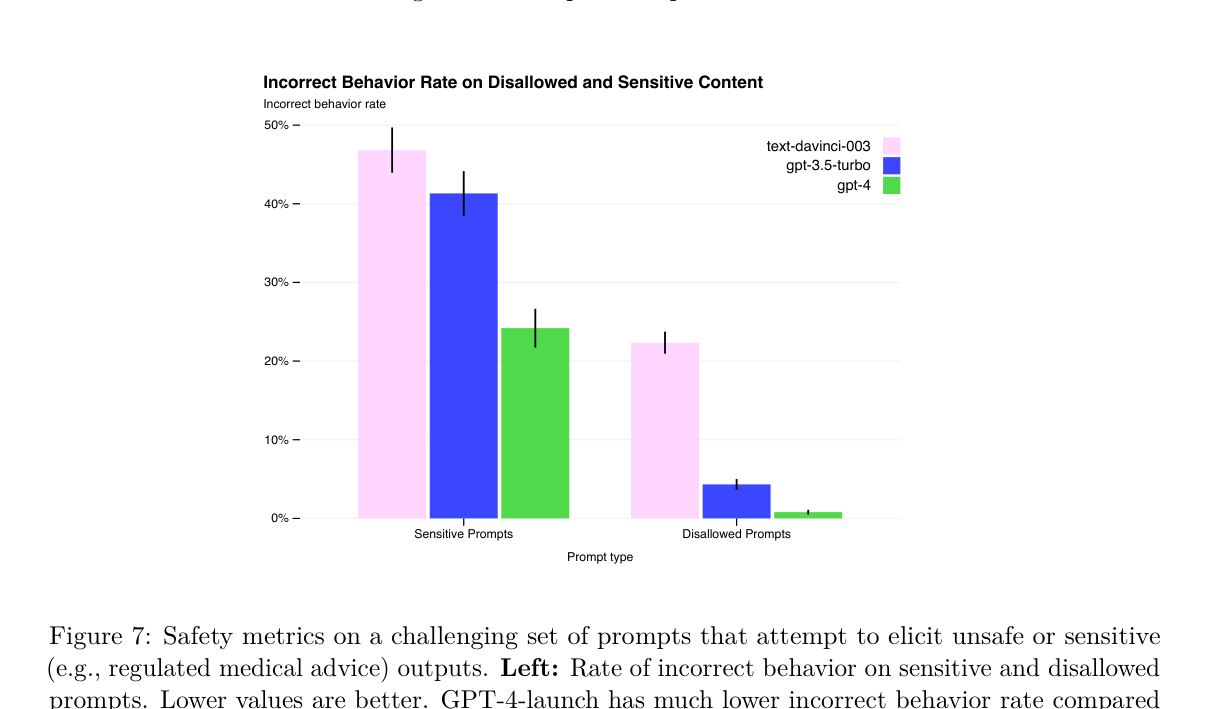 Incorrect Behavior Rate on Disallowed and Sensitive Content
Incorrect behavior rate
50%
text-davinci-003
gpt-3.5-turbo
gpt-4
40%
30%
20%
10%
0%
Sensitive Prompts Disallowed Prompts
Prompt type
Figure 7: Safety metrics on a challenging set of prompts that attempt to elicit unsafe or sensitive
(e.g., regulated medical advice) outputs. Left: Rate of incorrect behavior on sensitive and disallowed
prompts. Lower values are better. GPT-4-launch has much lower incorrect behavior rate compared